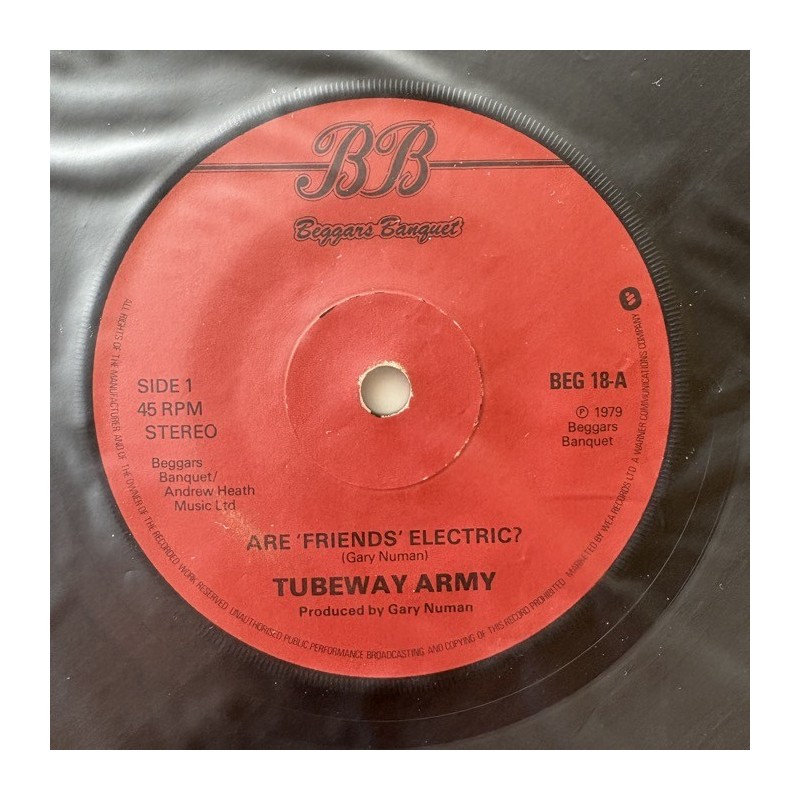 BB
Beggars Banquet
SIDE 1
45 RPM
STEREO
BEG 18-A
Ⓟ 1979
Beggars
Banquet
Beggars
Banquet/
Andrew Heath
Music Ltd
ARE 'FRIENDS' ELECTRIC?
(Gary Numan)
TUBEWAY ARMY
Produced by Gary Numan
ALL RIGHTS OF THE MANUFACTURER AND OF THE OWNER OF THE RECORDED WORK RESERVED. UNAUTHORISED PUBLIC PERFORMANCE BROADCASTING AND COPYING OF THIS RECORD PROHIBITED. MARKETED BY WEA RECORDS LTD. A WARNER COMMUNICATIONS COMPANY